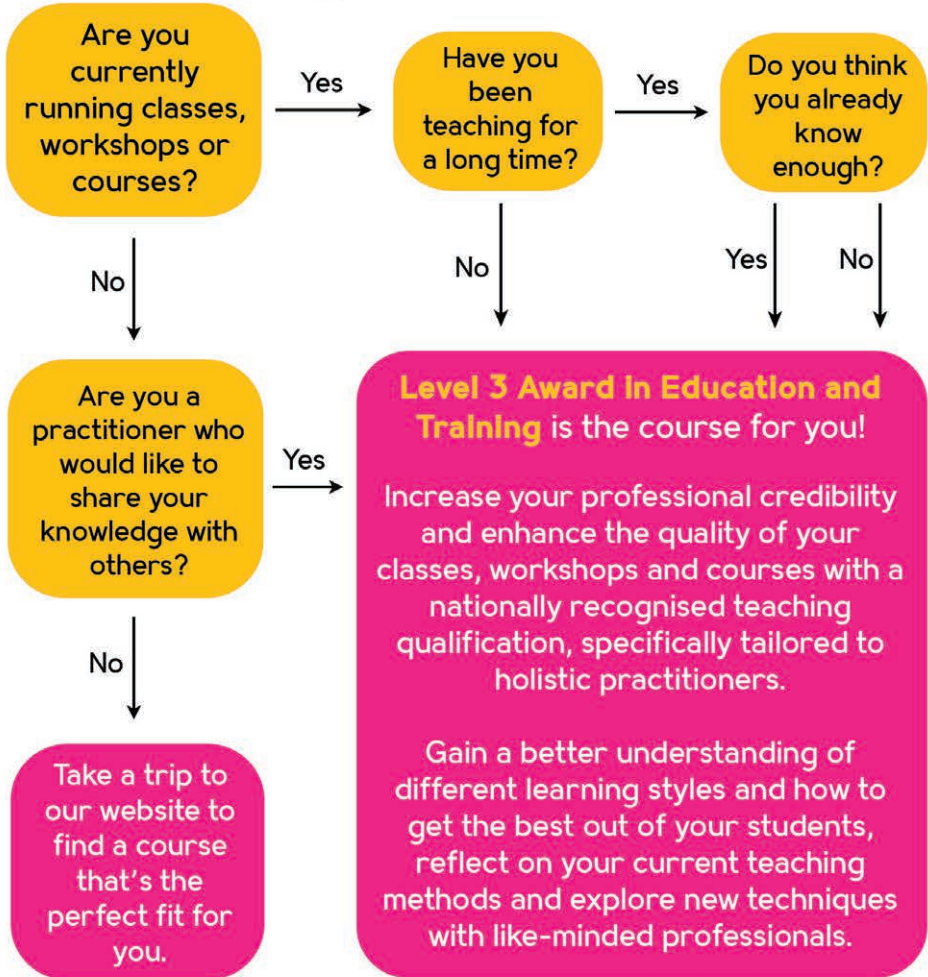 Are you
currently
running classes,
workshops or
courses?
Yes
Have you
been
teaching for
a long time?
Yes
Do you think
you already
know
enough?
No
No
Yes
No
Are you a
practitioner who
would like to
share your
knowledge with
others?
Yes
Level 3 Award in Education and
Training is the course for you!
Increase your professional credibility
and enhance the quality of your
classes, workshops and courses with a
nationally recognised teaching
qualification, specifically tailored to
holistic practitioners.
Gain a better understanding of
different learning styles and how to
get the best out of your students,
reflect on your current teaching
methods and explore new techniques
with like-minded professionals.
No
Take a trip to
our website to
find a course
that's the
perfect fit for
you.